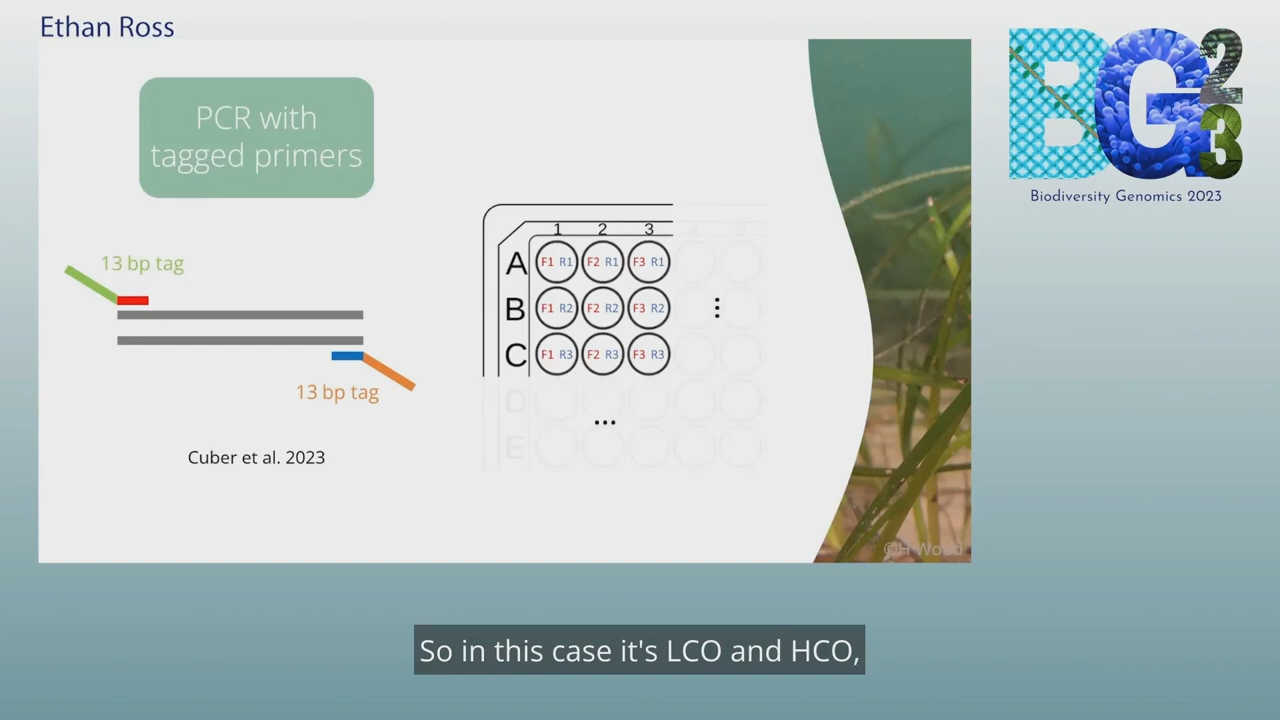 Ethan Ross
PCR with
tagged primers
13 bp tag
13 bp tag
Cuber et al. 2023
1 2 3
A F1 R1 F2 R1 F3 R1
B F1 R2 F2 R2 F3 R2
C F1 R3 F2 R3 F3 R3
D
E
...
BG
23
Biodiversity Genomics 2023
So in this case it's LCO and HCO,